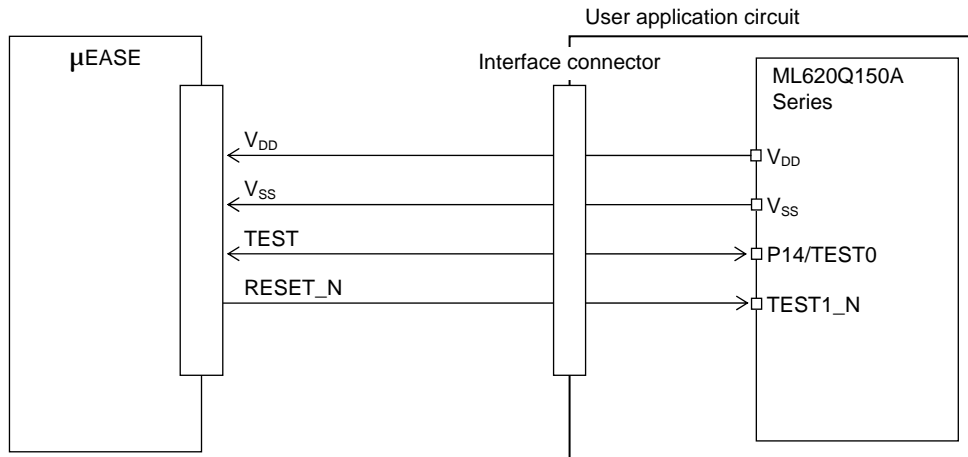 User application circuit
μEASE
Interface connector
ML620Q150A
Series
VDD
VDD
VSS
VSS
TEST
P14/TEST0
RESET_N
TEST1_N